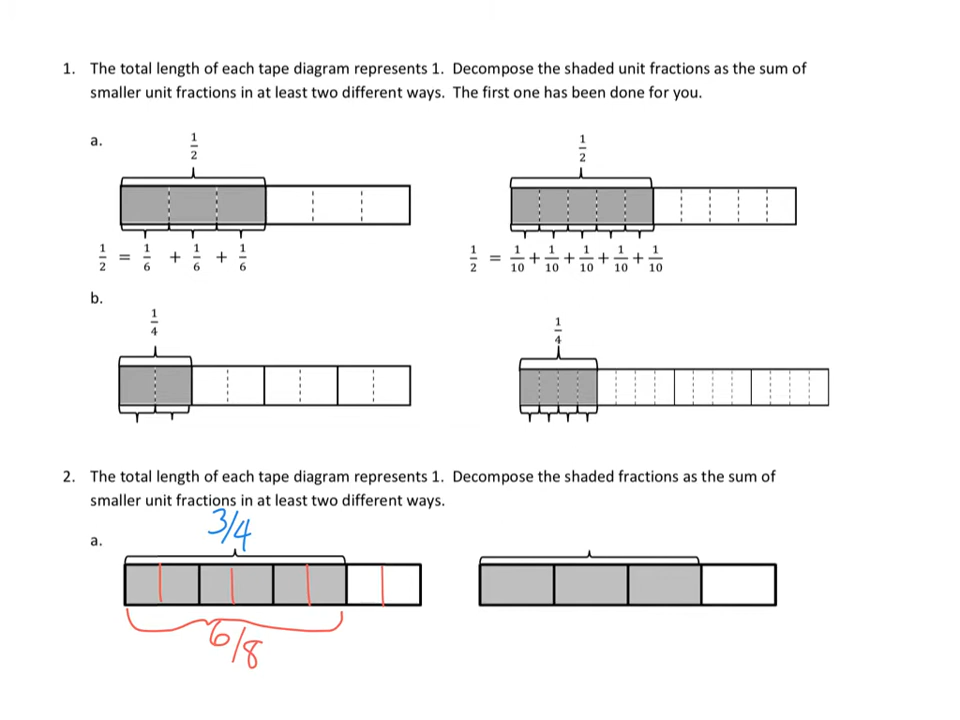 1. The total length of each tape diagram represents 1. Decompose the shaded unit fractions as the sum of
smaller unit fractions in at least two different ways. The first one has been done for you.
a.
1/2
1/2
1/2 = 1/6 + 1/6 + 1/6
1/2 = 1/10 + 1/10 + 1/10 + 1/10 + 1/10
b.
1/4
1/4
2. The total length of each tape diagram represents 1. Decompose the shaded fractions as the sum of
smaller unit fractions in at least two different ways.
3/4
a.
6/8